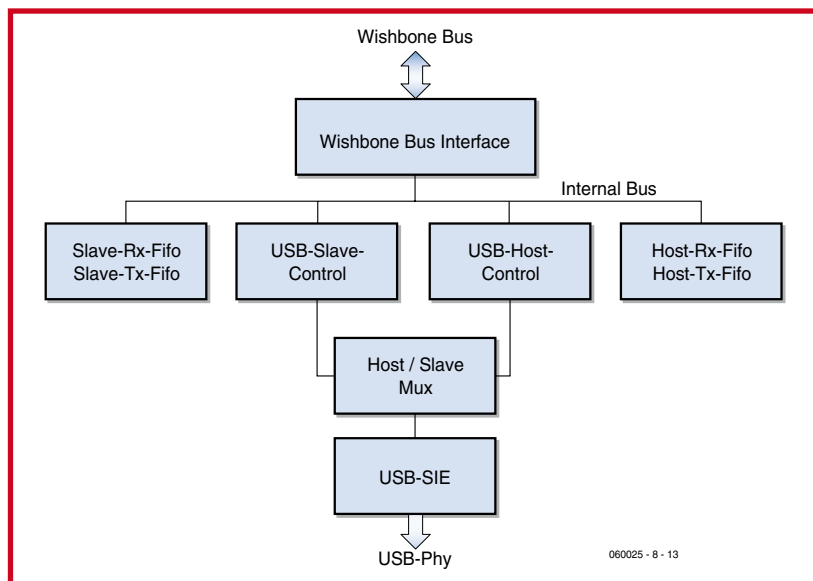 Wishbone Bus
Wishbone Bus Interface
Internal Bus
Slave-Rx-Fifo
Slave-Tx-Fifo
USB-Slave-
Control
USB-Host-
Control
Host-Rx-Fifo
Host-Tx-Fifo
Host / Slave
Mux
USB-SIE
USB-Phy
060025 - 8 - 13